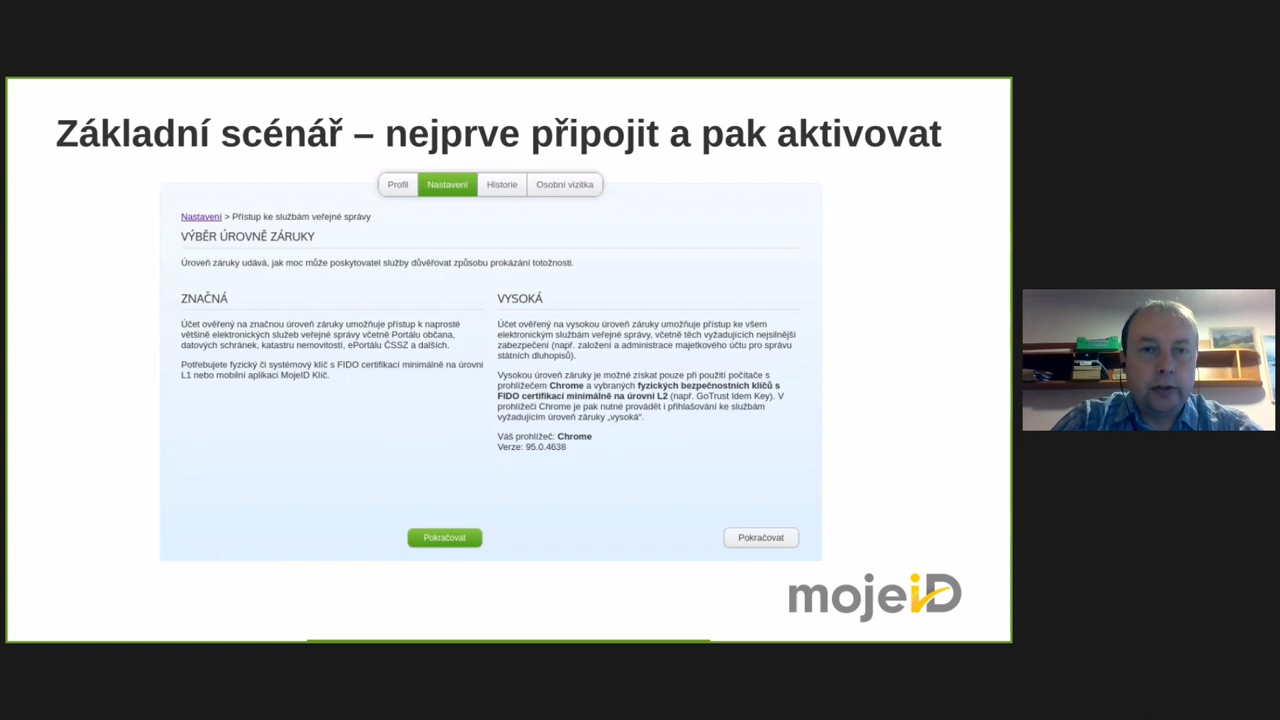 Základní scénář – nejprve připojit a pak aktivovat
Profil
Nastavení
Historie
Osobní vizitka
Nastavení > Přístup ke službám veřejné správy
VÝBĚR ÚROVNĚ ZÁRUKY
Úroveň záruky udává, jak moc může poskytovatel služby důvěřovat způsobu prokázání totožnosti.
ZNAČNÁ
Účet ověřený na značnou úroveň záruky umožňuje přístup k naprosté
většině elektronických služeb veřejné správy včetně Portálu občana,
datových schránek, katastru nemovitostí, ePortálu ČSSZ a dalších.
Potřebujete fyzický či systémový klíč s FIDO certifikací minimálně na úrovni
L1 nebo mobilní aplikaci MojeID Klíč.
Pokračovat
VYSOKÁ
Účet ověřený na vysokou úroveň záruky umožňuje přístup ke všem
elektronickým službám veřejné správy, včetně těch vyžadujících nejsilnější
zabezpečení (např. založení a administrace majetkového účtu pro správu
státních dluhopisů).
Vysokou úroveň záruky je možné získat pouze při použití počítače s
prohlížečem Chrome a vybraných fyzických bezpečnostních klíčů s
FIDO certifikací minimálně na úrovni L2 (např. GoTrust Idem Key). V
prohlížeči Chrome je pak nutné provádět i přihlašování ke službám
vyžadujícím úroveň záruky „vysoká“.
Váš prohlížeč: Chrome
Verze: 95.0.4638
Pokračovat
mojeiD